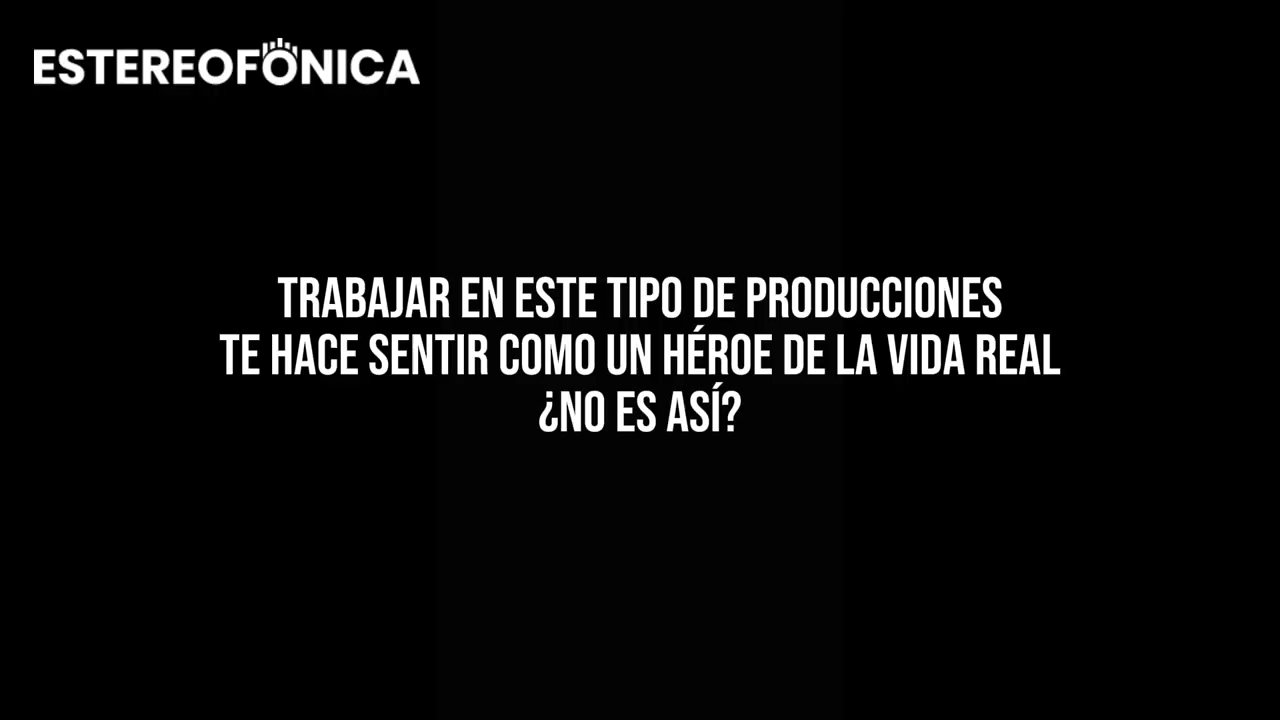 ESTEREOFÓNICA
TRABAJAR EN ESTE TIPO DE PRODUCCIONES
TE HACE SENTIR COMO UN HÉROE DE LA VIDA REAL
¿NO ES ASÍ?